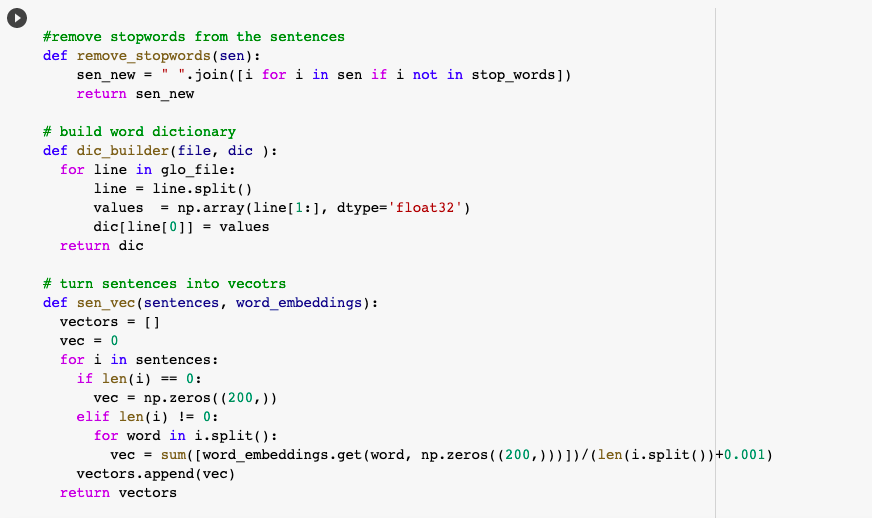 #remove stopwords from the sentences
def remove_stopwords(sen):
    sen_new = " ".join([i for i in sen if i not in stop_words])
    return sen_new

# build word dictionary
def dic_builder(file, dic ):
  for line in glo_file:
      line = line.split()
      values  = np.array(line[1:], dtype='float32')
      dic[line[0]] = values
  return dic

# turn sentences into vecotrs
def sen_vec(sentences, word_embeddings):
  vectors = []
  vec = 0
  for i in sentences:
    if len(i) == 0:
      vec = np.zeros((200,))
    elif len(i) != 0:
      for word in i.split():
        vec = sum([word_embeddings.get(word, np.zeros((200,)))])/(len(i.split())+0.001)
    vectors.append(vec)
  return vectors